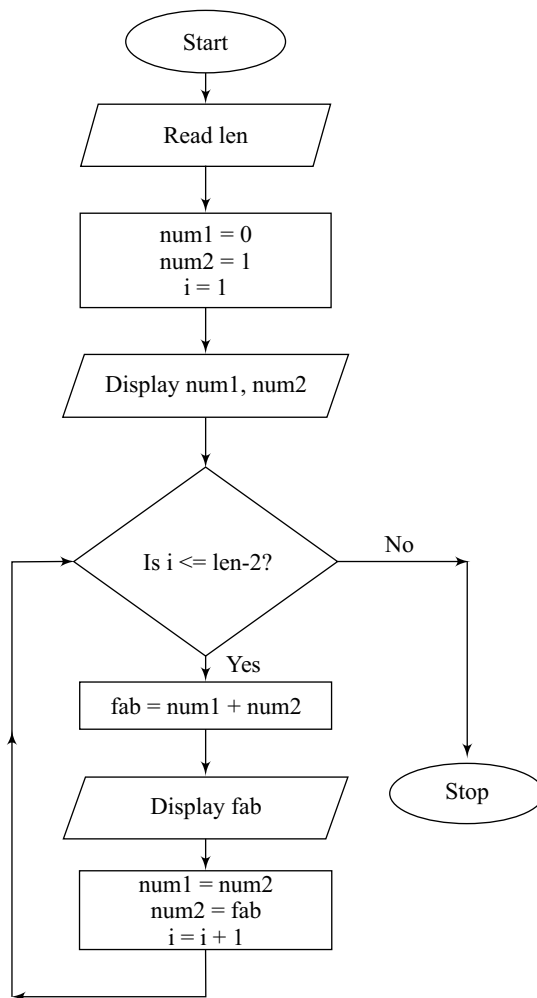 Start
Read len
num1 = 0
num2 = 1
i = 1
Display num1, num2
Is i <= len-2?
No
Yes
fab = num1 + num2
Display fab
Stop
num1 = num2
num2 = fab
i = i + 1